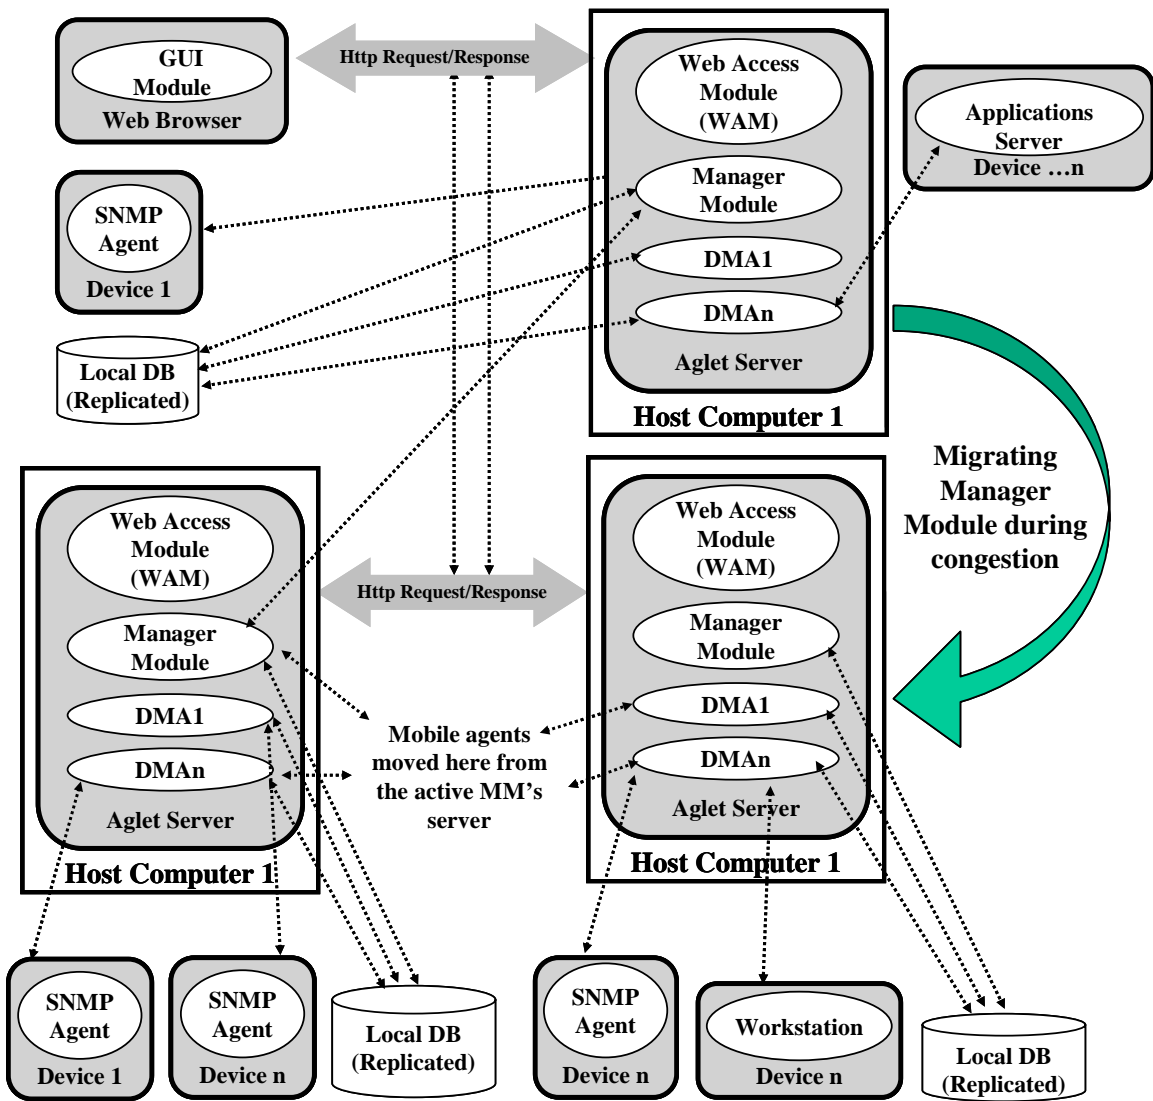 GUI
Module
Web Browser
Http Request/Response
Web Access
Module
(WAM)
Manager
Module
DMA1
DMAn
Aglet Server
Host Computer 1
Applications
Server
Device …n
SNMP
Agent
Device 1
Local DB
(Replicated)
Migrating
Manager
Module during
congestion
Web Access
Module
(WAM)
Manager
Module
DMA1
DMAn
Aglet Server
Host Computer 1
Http Request/Response
Mobile agents
moved here from
the active MM's
server
Web Access
Module
(WAM)
Manager
Module
DMA1
DMAn
Aglet Server
Host Computer 1
SNMP
Agent
Device 1
SNMP
Agent
Device n
Local DB
(Replicated)
SNMP
Agent
Device n
Workstation
Device n
Local DB
(Replicated)